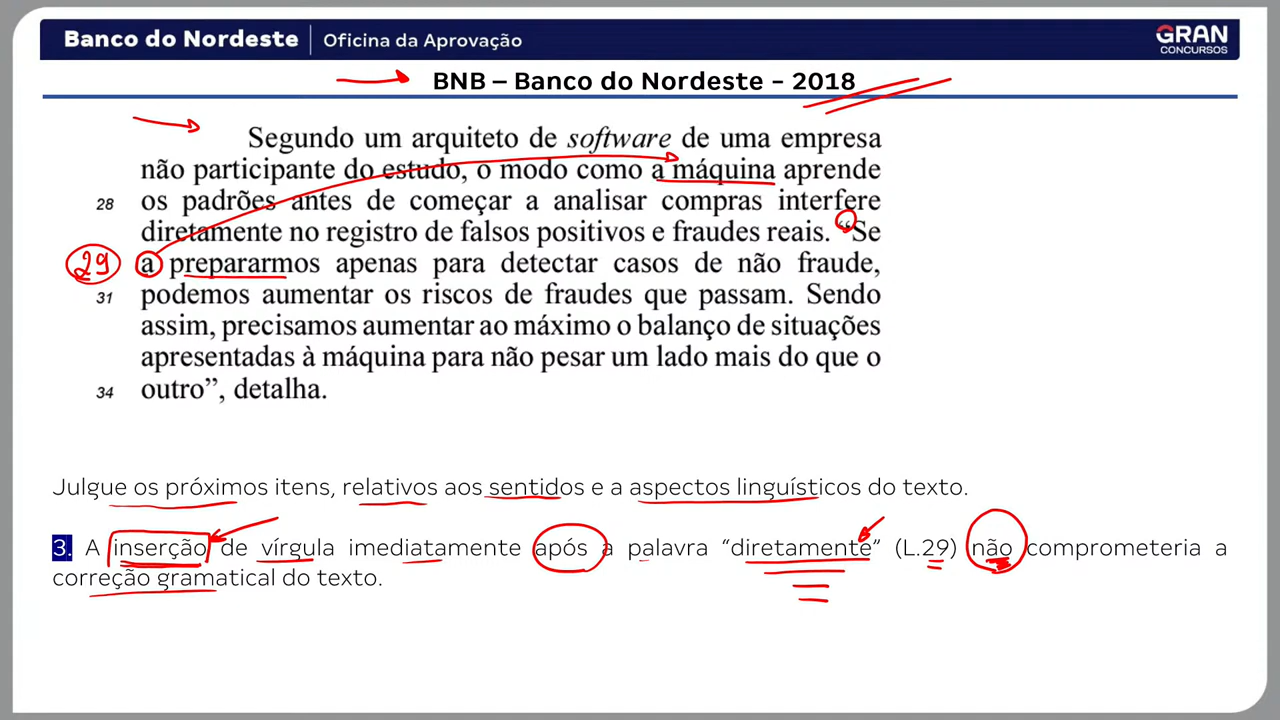 Banco do Nordeste | Oficina da Aprovação
GRAN
CONCURSOS
BNB – Banco do Nordeste – 2018
Segundo um arquiteto de software de uma empresa
não participante do estudo, o modo como a máquina aprende
28 os padrões antes de começar a analisar compras interfere
diretamente no registro de falsos positivos e fraudes reais. “Se
29 a prepararmos apenas para detectar casos de não fraude,
31 podemos aumentar os riscos de fraudes que passam. Sendo
assim, precisamos aumentar ao máximo o balanço de situações
apresentadas à máquina para não pesar um lado mais do que o
34 outro”, detalha.
Julgue os próximos itens, relativos aos sentidos e a aspectos linguísticos do texto.
3. A inserção de vírgula imediatamente após a palavra “diretamente” (L.29) não comprometeria a
correção gramatical do texto.